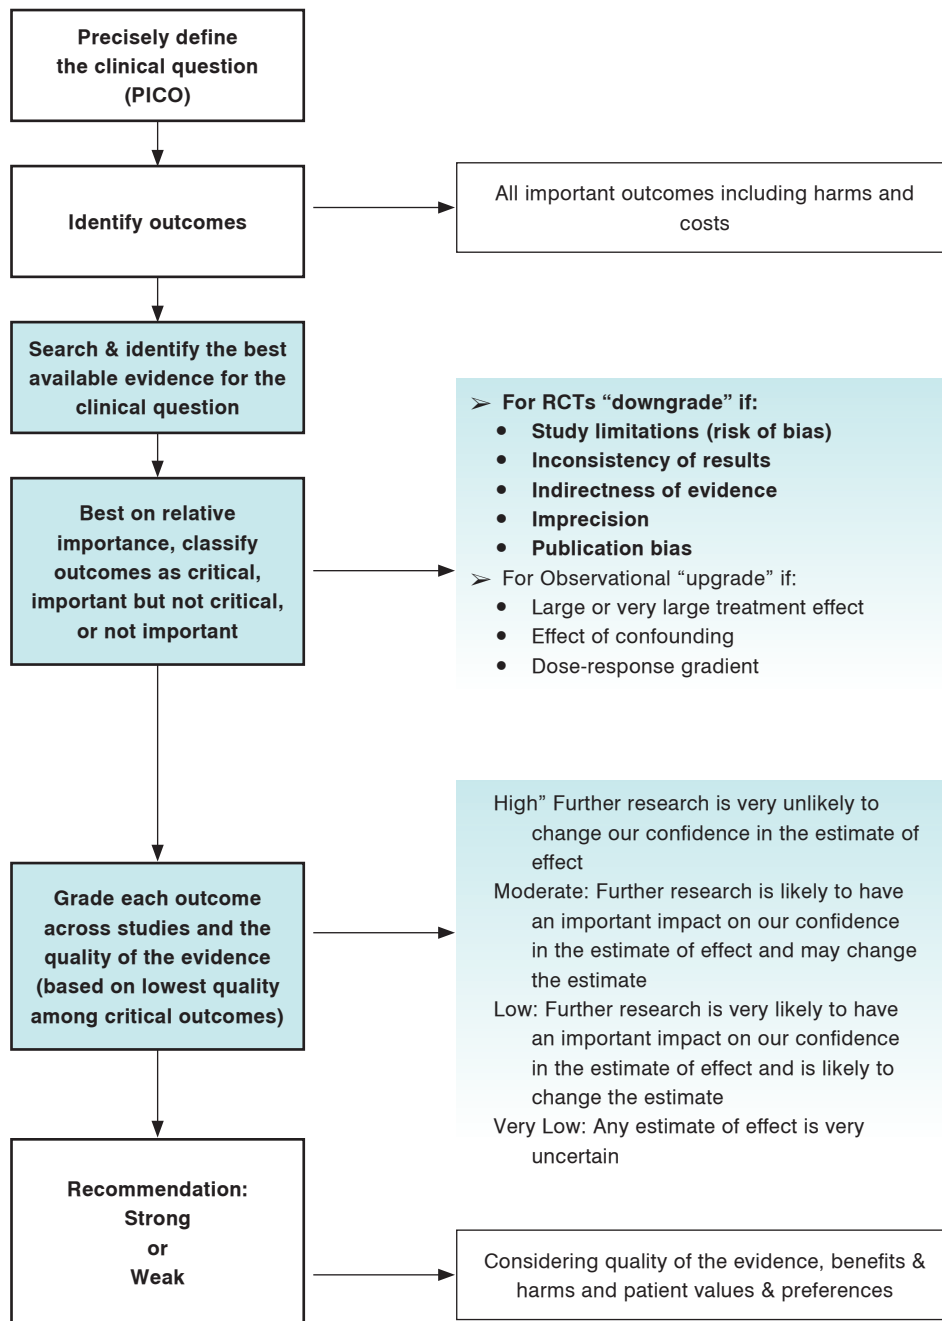 Precisely define
the clinical question
(PICO)
Identify outcomes
All important outcomes including harms and
costs
Search & identify the best
available evidence for the
clinical question
Best on relative
importance, classify
outcomes as critical,
important but not critical,
or not important
➢ For RCTs “downgrade” if:
• Study limitations (risk of bias)
• Inconsistency of results
• Indirectness of evidence
• Imprecision
• Publication bias
➢ For Observational “upgrade” if:
• Large or very large treatment effect
• Effect of confounding
• Dose-response gradient
Grade each outcome
across studies and the
quality of the evidence
(based on lowest quality
among critical outcomes)
High” Further research is very unlikely to
change our confidence in the estimate of
effect
Moderate: Further research is likely to have
an important impact on our confidence
in the estimate of effect and may change
the estimate
Low: Further research is very likely to have
an important impact on our confidence
in the estimate of effect and is likely to
change the estimate
Very Low: Any estimate of effect is very
uncertain
Recommendation:
Strong
or
Weak
Considering quality of the evidence, benefits &
harms and patient values & preferences